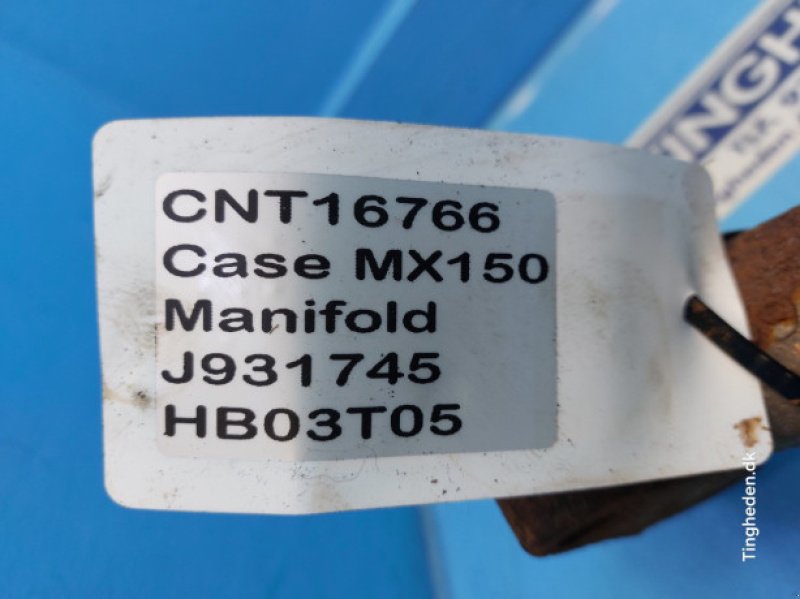 CNT16766
Case MX150
Manifold
J931745
HB03T05
Tingheden.dk